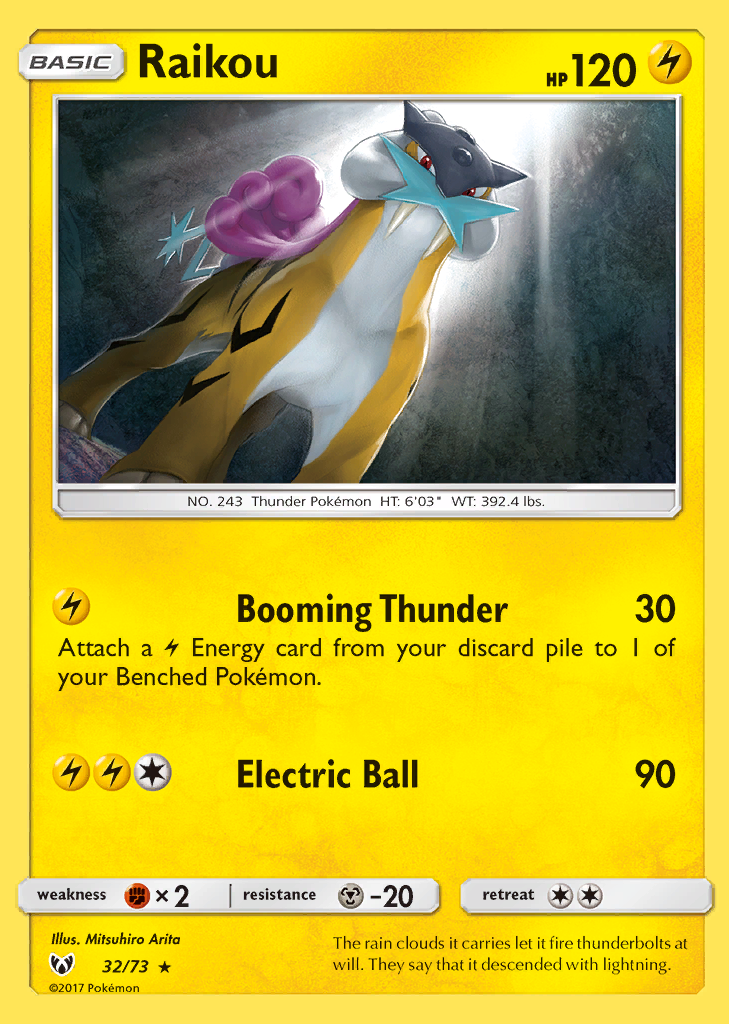 BASIC Raikou HP 120
NO. 243 Thunder Pokémon HT: 6'03" WT: 392.4 lbs.
Booming Thunder 30
Attach a Energy card from your discard pile to 1 of
your Benched Pokémon.
Electric Ball 90
weakness × 2 resistance -20 retreat
Illus. Mitsuhiro Arita
32/73 ★
©2017 Pokémon
The rain clouds it carries let it fire thunderbolts at
will. They say that it descended with lightning.